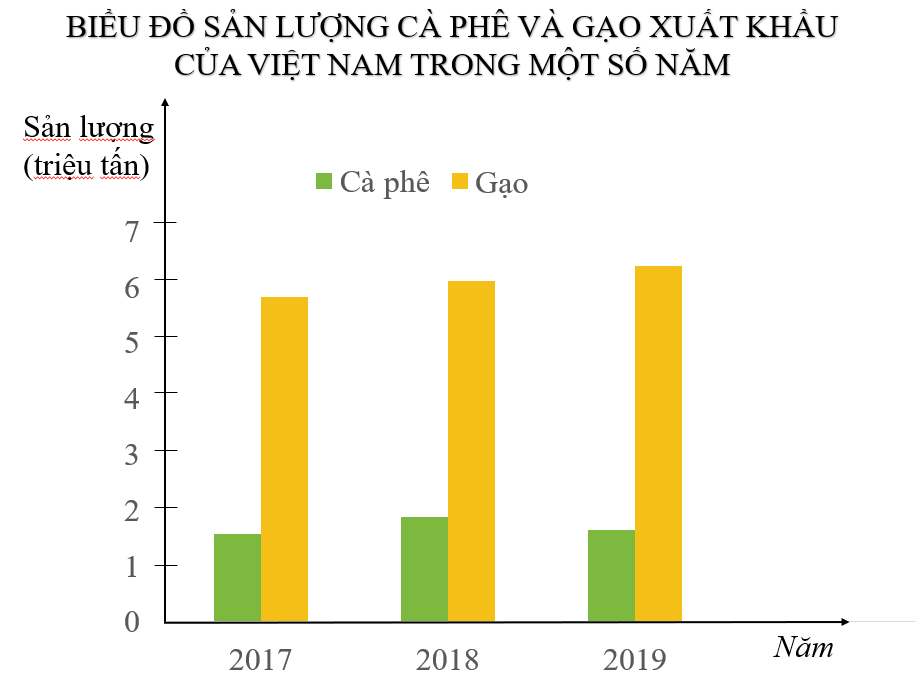 BIỂU ĐỒ SẢN LƯỢNG CÀ PHÊ VÀ GẠO XUẤT KHẨU
CỦA VIỆT NAM TRONG MỘT SỐ NĂM
Sản lượng
(triệu tấn)
Cà phê Gạo
7
6
5
4
3
2
1
0
2017 2018 2019
Năm